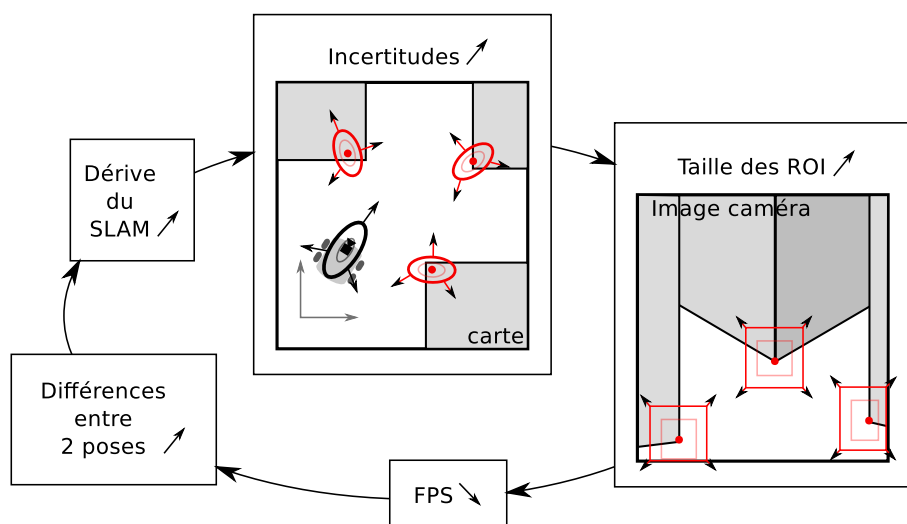 Incertitudes
carte
Taille des ROI
Image caméra
Dérive
du
SLAM
Différences
entre
2 poses
FPS